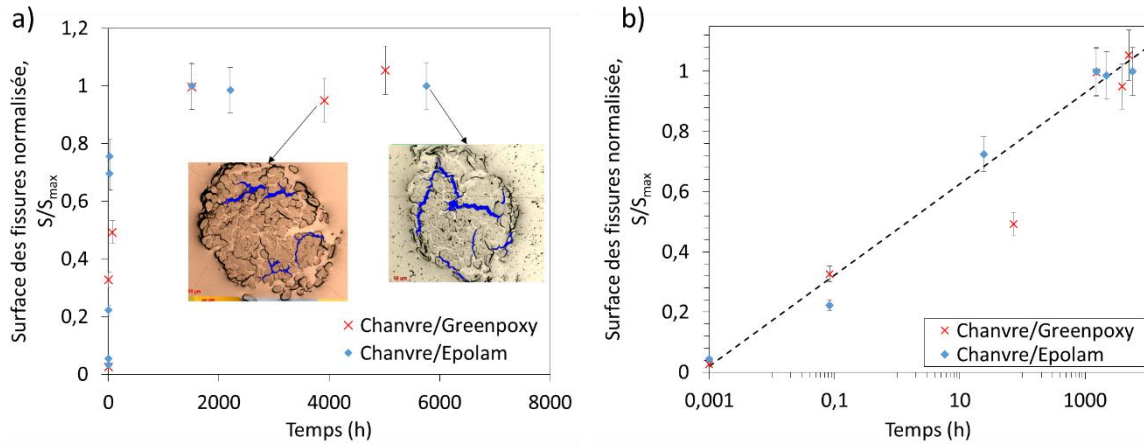 a)
Surface des fissures normalisée,
S/Smax
1,2
1
0,8
0,6
0,4
0,2
0
0
2000
4000
6000
8000
Temps (h)
Chanvre/Greenpoxy
Chanvre/Epolam
b)
Surface des fissures normalisée,
S/Smax
1
0,8
0,6
0,4
0,2
0
0,001
0,1
10
1000
Temps (h)
Chanvre/Greenpoxy
Chanvre/Epolam